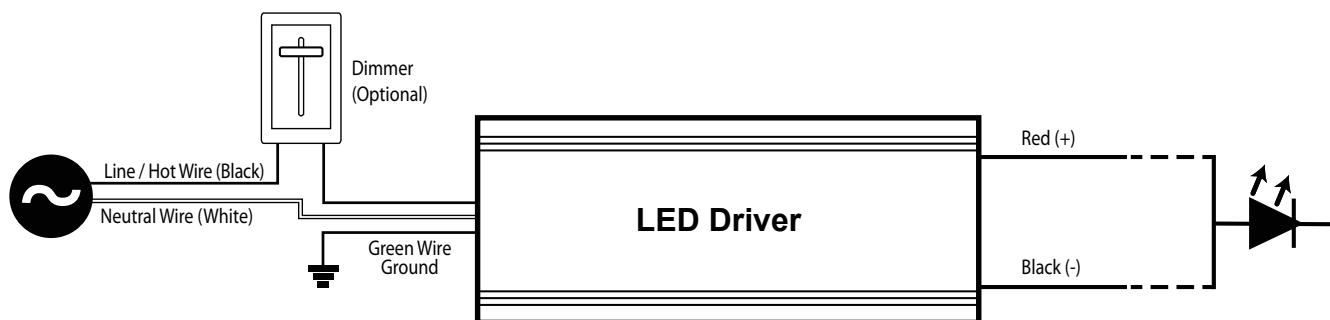 Dimmer
(Optional)
Line / Hot Wire (Black)
Neutral Wire (White)
Green Wire
Ground
LED Driver
Red (+)
Black (-)